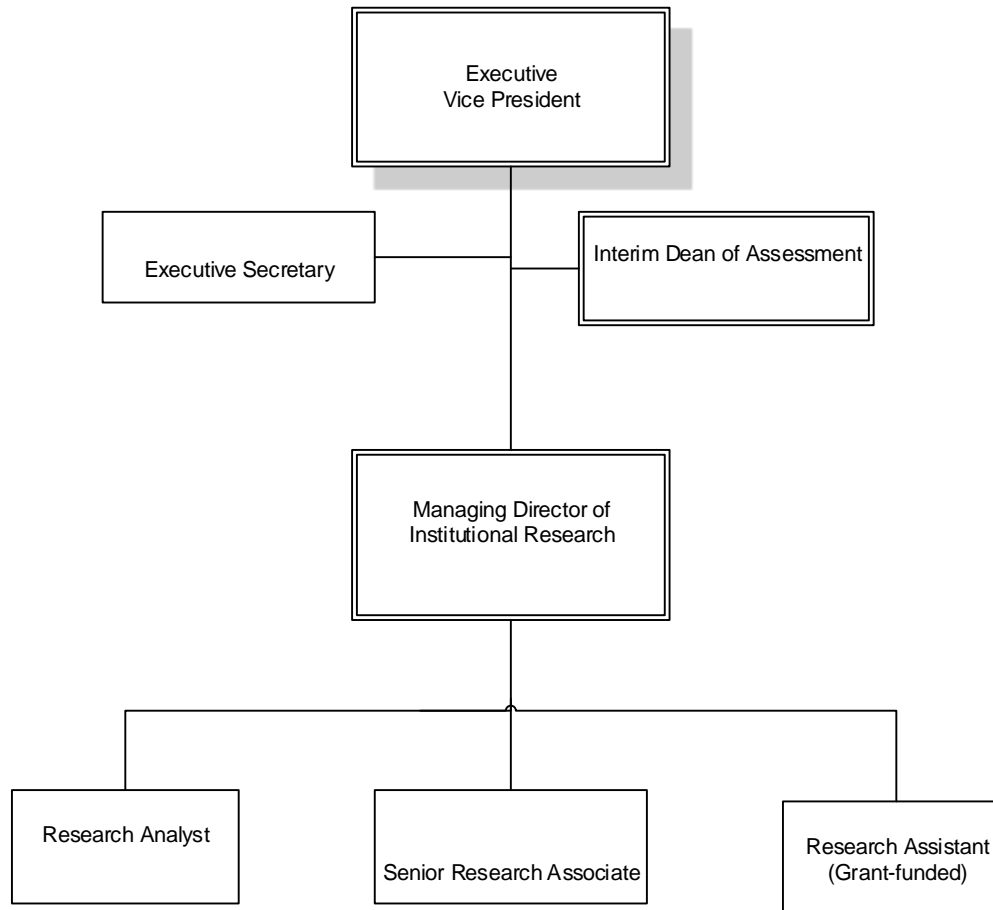 Executive
Vice President
Executive Secretary
Interim Dean of Assessment
Managing Director of
Institutional Research
Research Analyst
Senior Research Associate
Research Assistant
(Grant-funded)